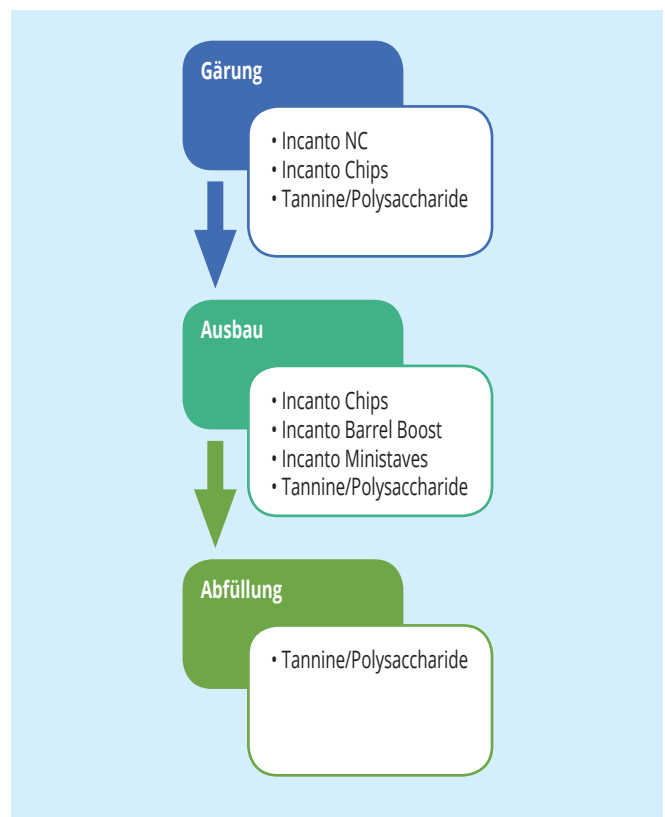 Gärung
• Incanto NC
• Incanto Chips
• Tannine/Polysaccharide
Ausbau
• Incanto Chips
• Incanto Barrel Boost
• Incanto Ministaves
• Tannine/Polysaccharide
Abfüllung
• Tannine/Polysaccharide